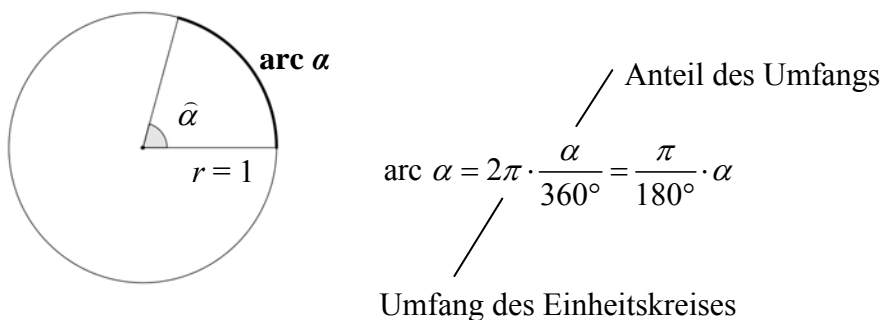 arc α
α̂
r = 1
Anteil des Umfangs
arc α = 2π · α/360° = π/180° · α
Umfang des Einheitskreises